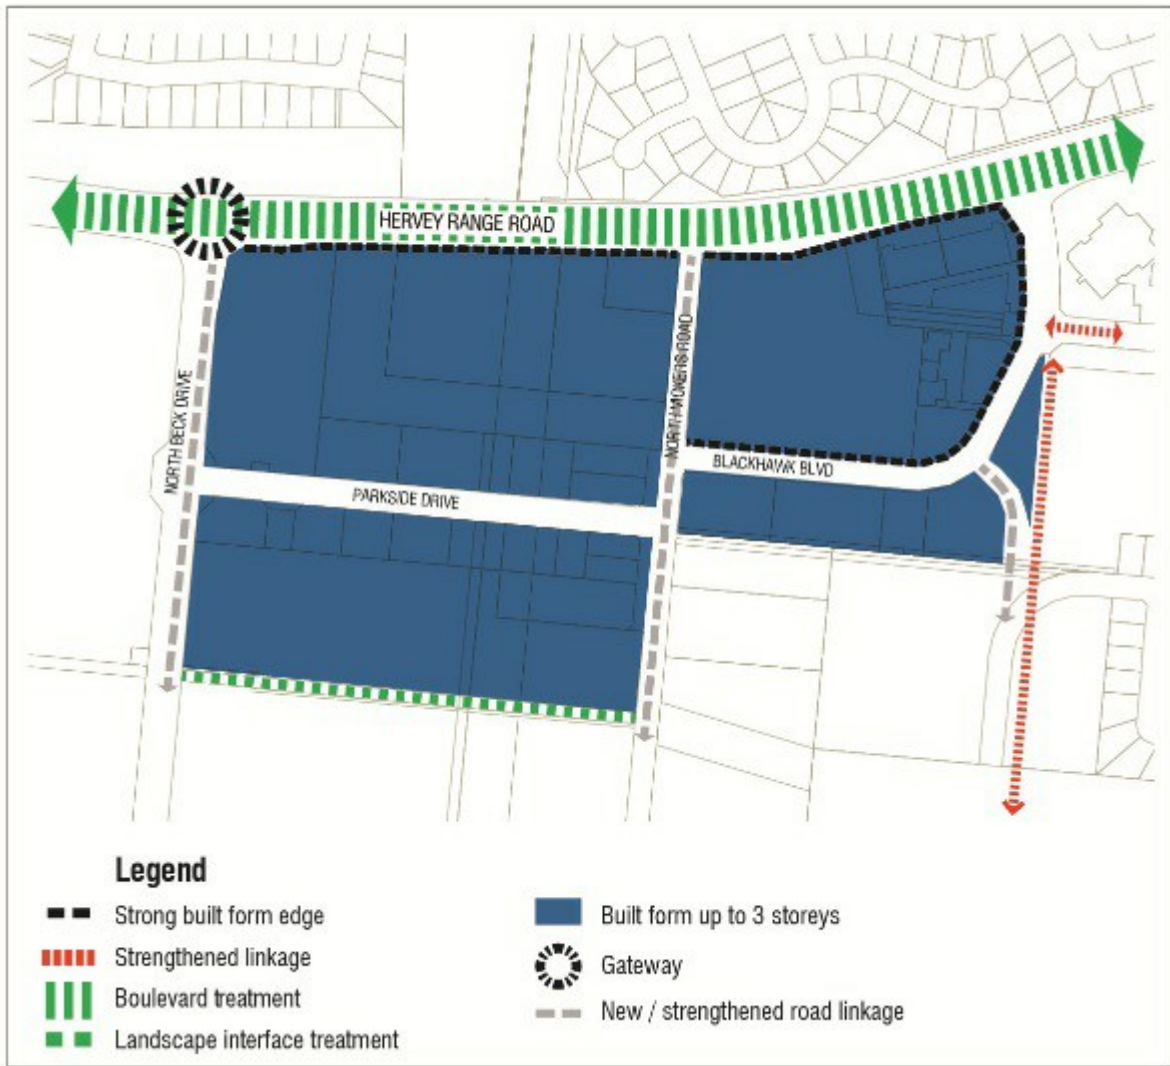 HERVEY RANGE ROAD
NORTH BECK DRIVE
NORTH MOKERS ROAD
BLACKHAWK BLVD
PARKSIDE DRIVE
Legend
Strong built form edge
Strengthened linkage
Boulevard treatment
Landscape interface treatment
Built form up to 3 storeys
Gateway
New / strengthened road linkage